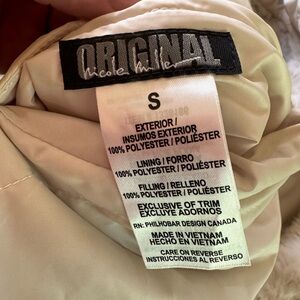 ORIGINAL
Nicole Miller
S
EXTERIOR /
INSUMOS EXTERIOR
100% POLYESTER / POLIÉSTER
LINING / FORRO
100% POLYESTER / POLIÉSTER
FILLING / RELLENO
100% POLYESTER / POLIÉSTER
EXCLUSIVE OF TRIM
EXCLUYE ADORNOS
RN: PHILHOBAR DESIGN CANADA
MADE IN VIETNAM
HECHO EN VIETNAM
CARE ON REVERSE
INSTRUCCIONES AL REVERSO